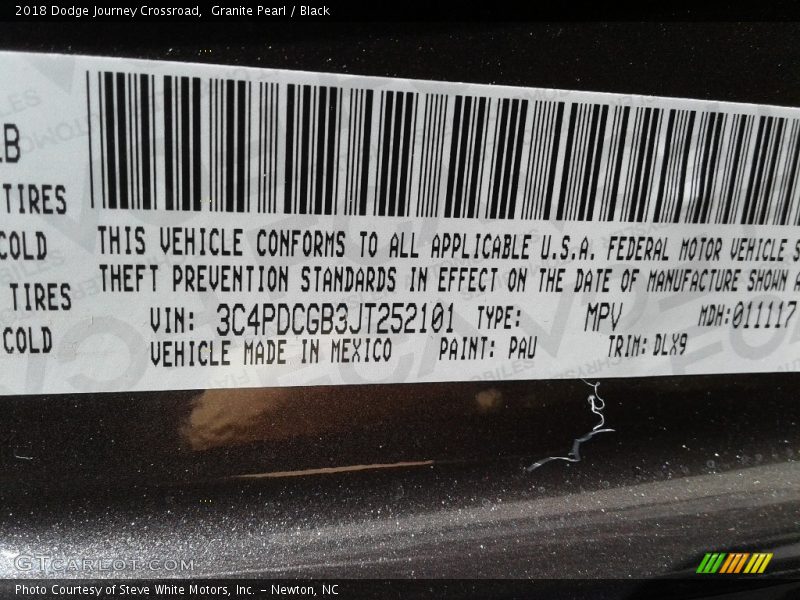 2018 Dodge Journey Crossroad,  Granite Pearl / Black
TIRES
COLD
TIRES
COLD
THIS VEHICLE CONFORMS TO ALL APPLICABLE U.S.A. FEDERAL MOTOR VEHICLE S
THEFT PREVENTION STANDARDS IN EFFECT ON THE DATE OF MANUFACTURE SHOWN A
VIN: 3C4PDCGB3JT252101 TYPE: MPV MDH:011117
VEHICLE MADE IN MEXICO PAINT: PAU TRIM: DLX9
GTCARLOT.COM
Photo Courtesy of Steve White Motors, Inc. – Newton, NC